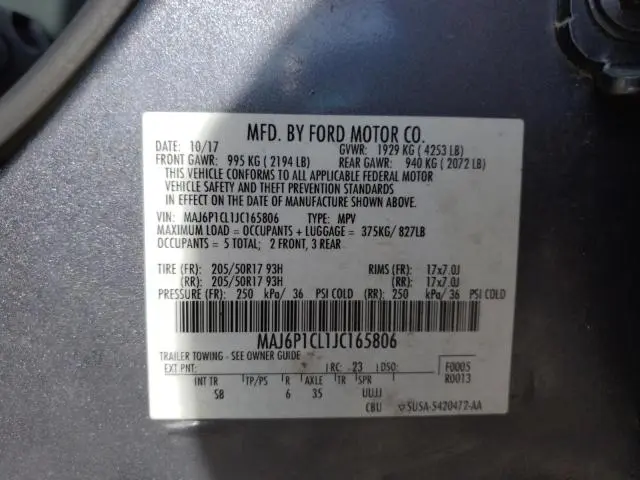 MFD. BY FORD MOTOR CO.
DATE: 10/17 GVWR: 1929 KG ( 4253 LB)
FRONT GAWR: 995 KG ( 2194 LB) REAR GAWR: 940 KG ( 2072 LB)
THIS VEHICLE CONFORMS TO ALL APPLICABLE FEDERAL MOTOR
VEHICLE SAFETY AND THEFT PREVENTION STANDARDS
IN EFFECT ON THE DATE OF MANUFACTURE SHOWN ABOVE.
VIN: MAJ6P1CL1JC165806 TYPE: MPV
MAXIMUM LOAD = OCCUPANTS + LUGGAGE = 375KG/ 827LB
OCCUPANTS = 5 TOTAL; 2 FRONT, 3 REAR
TIRE (FR): 205/50R17 93H RIMS (FR): 17x7.0J
(RR): 205/50R17 93H (RR): 17x7.0J
PRESSURE (FR): 250 kPa/ 36 PSI COLD (RR): 250 kPa/ 36 PSI COLD
MAJ6P1CL1JC165806
TRAILER TOWING - SEE OWNER GUIDE
EXT PNT: RC: 23 DSO: F0005
R0013
INT TR TP/PS R AXLE TR SPR
SB 6 35 UUJJ
CBU SUSA-5420472-AA